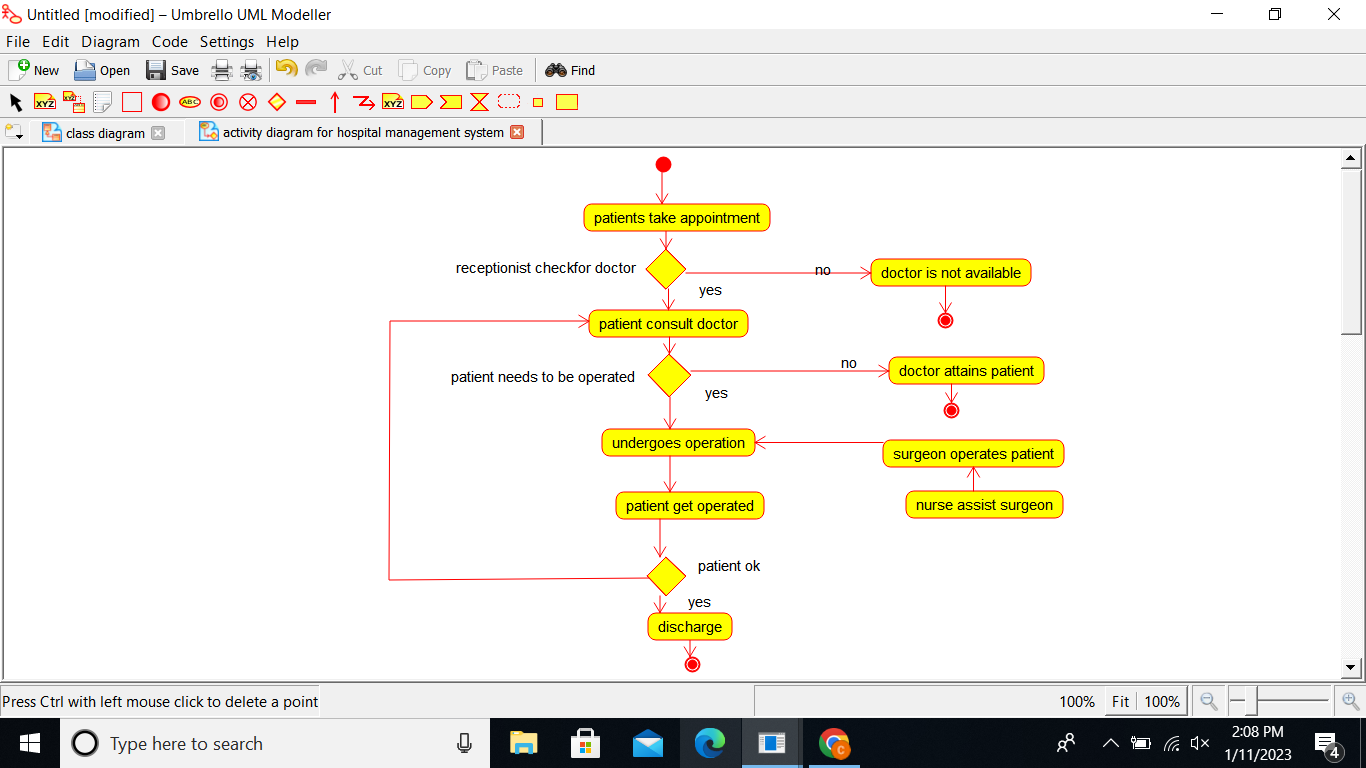 Untitled [modified] – Umbrello UML Modeller
File Edit Diagram Code Settings Help
New Open Save Cut Copy Paste Find
XYZ XYZ ABC XYZ
class diagram activity diagram for hospital management system
patients take appointment
receptionist checkfor doctor no doctor is not available
yes
patient consult doctor
patient needs to be operated no doctor attains patient
yes
undergoes operation surgeon operates patient
patient get operated nurse assist surgeon
patient ok
yes
discharge
Press Ctrl with left mouse click to delete a point 100% Fit 100%
Type here to search C 2:08 PM
1/11/2023 4